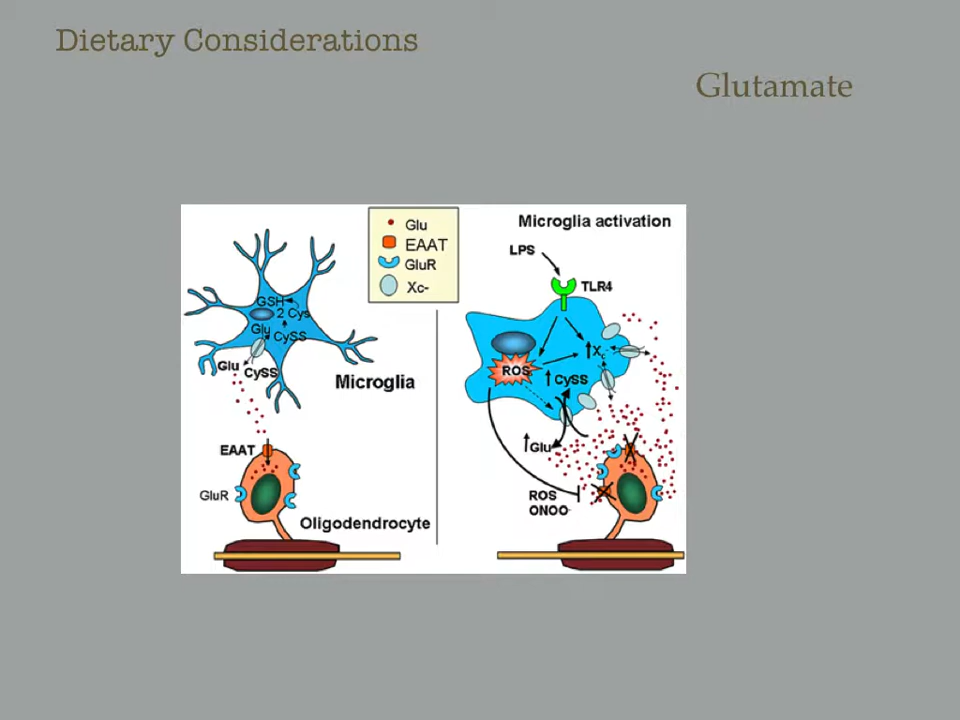 Dietary Considerations
Glutamate
Glu
EAAT
GluR
Xc-
GSH
2 Cys
Glu
CySS
Glu
CySS
Microglia
EAAT
GluR
Oligodendrocyte
Microglia activation
LPS
TLR4
ROS
Xc
CySS
Glu
ROS
ONOO-